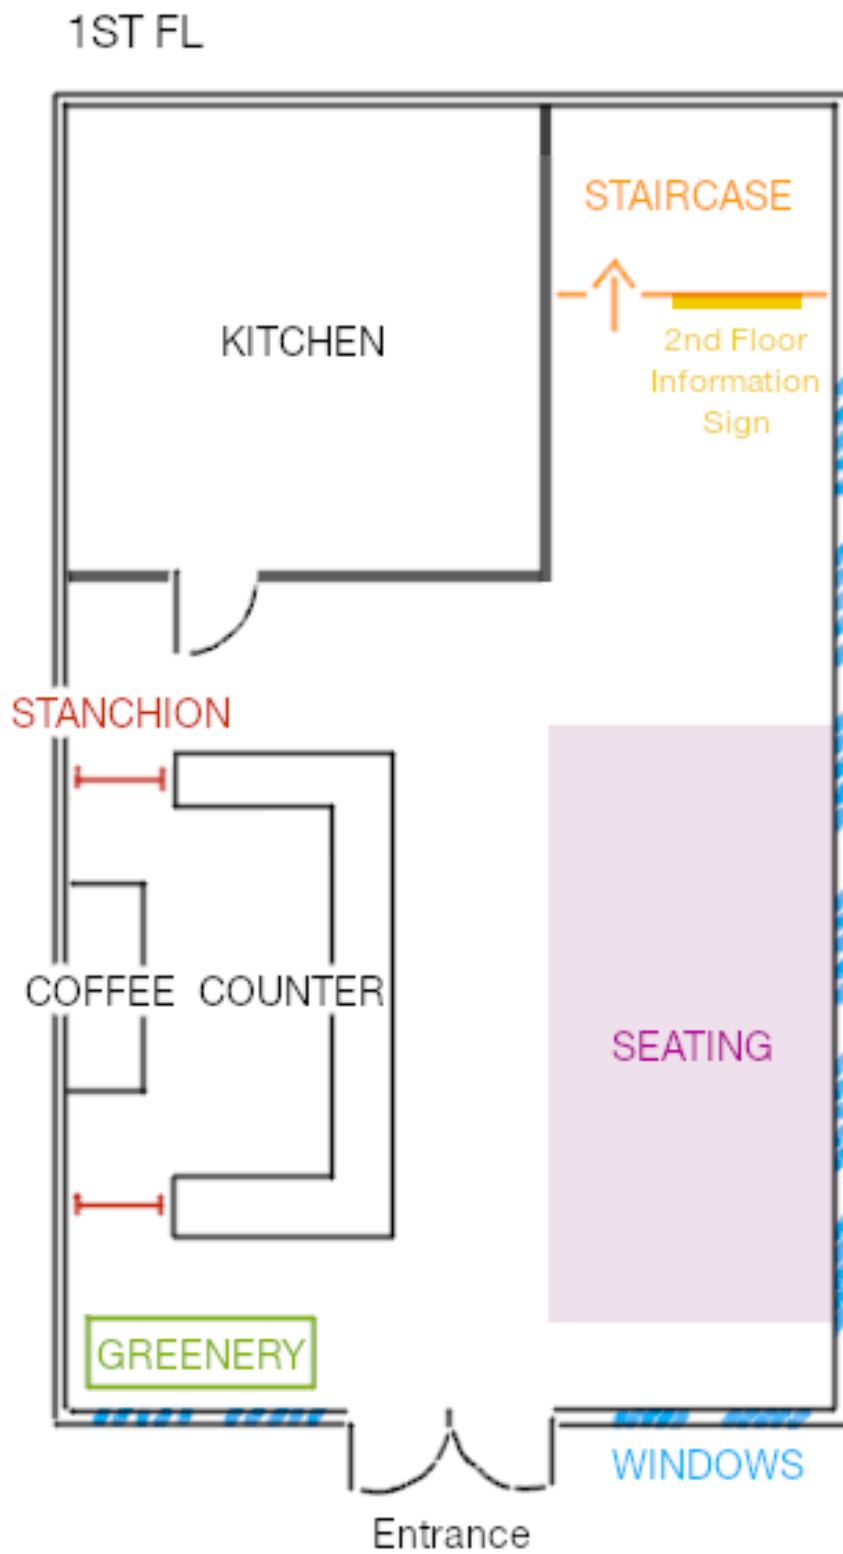 1ST FL
STAIRCASE
KITCHEN
2nd Floor
Information
Sign
STANCHION
COFFEE
COUNTER
SEATING
GREENERY
WINDOWS
Entrance